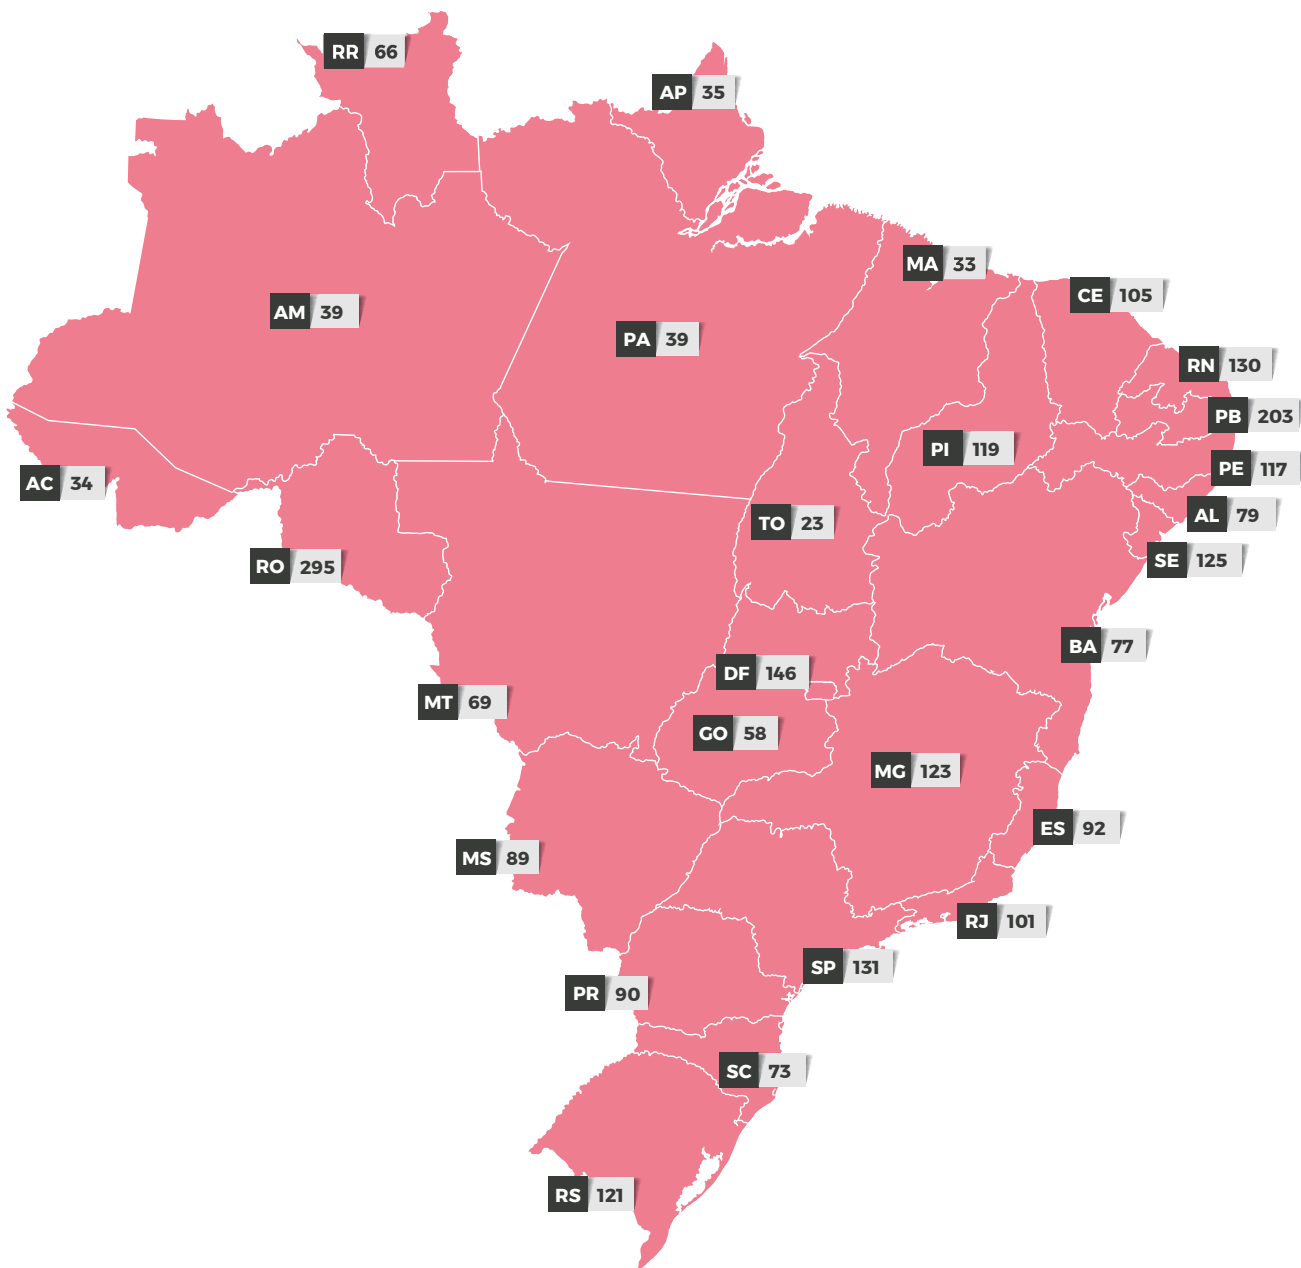 RR 66
AP 35
MA 33
CE 105
AM 39
PA 39
RN 130
PB 203
PI 119
PE 117
AC 34
AL 79
TO 23
SE 125
RO 295
BA 77
DF 146
MT 69
GO 58
MG 123
ES 92
MS 89
RJ 101
SP 131
PR 90
SC 73
RS 121